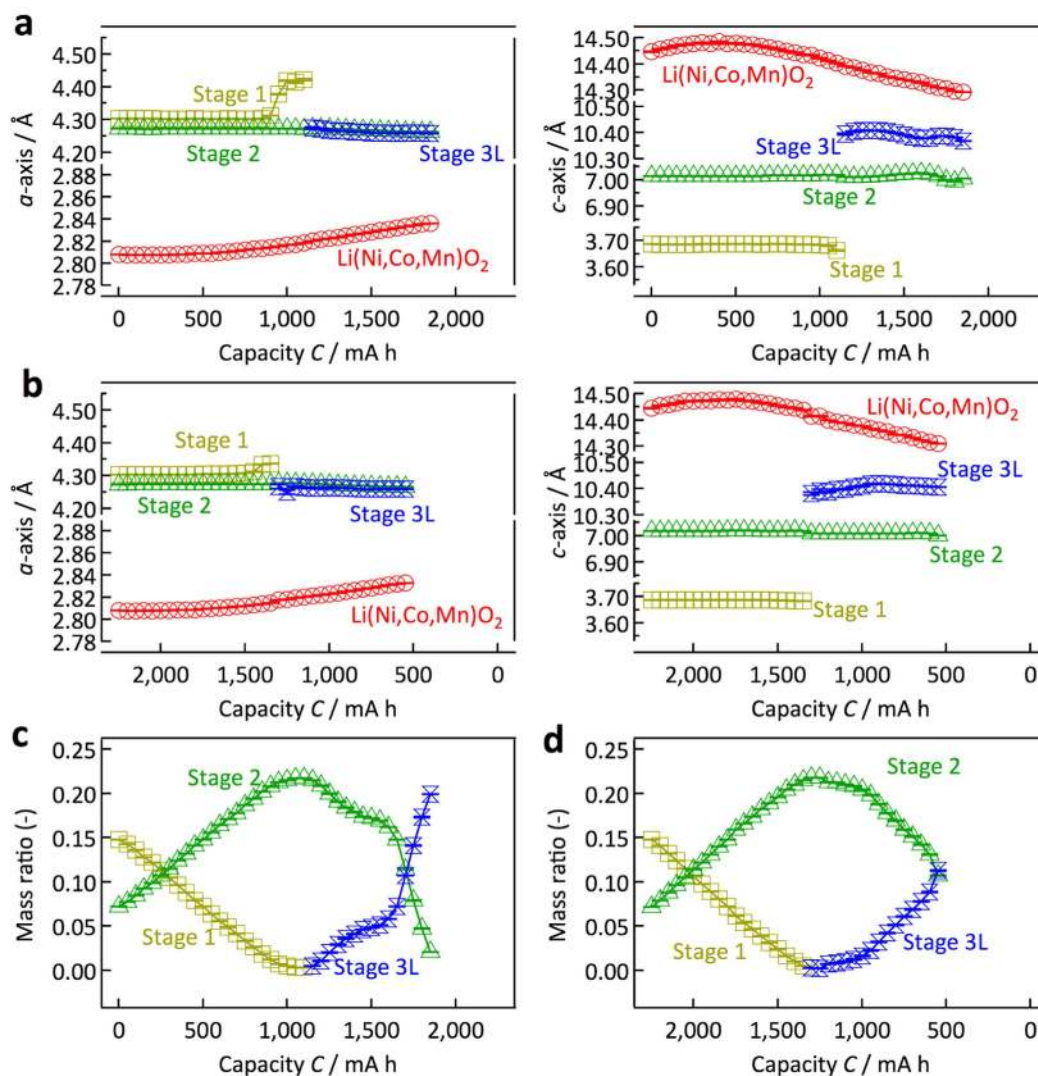 a
4.50
4.40
4.30
4.20
2.88
2.86
2.84
2.82
2.80
2.78
a-axis / Å
Stage 1
Stage 2
Stage 3L
Li(Ni,Co,Mn)O₂
0
500
1,000
1,500
2,000
Capacity C / mA h
14.50
14.40
14.30
10.50
10.40
10.30
7.00
6.90
3.70
3.60
c-axis / Å
Li(Ni,Co,Mn)O₂
Stage 3L
Stage 2
Stage 1
0
500
1,000
1,500
2,000
Capacity C / mA h
b
4.50
4.40
4.30
4.20
2.88
2.86
2.84
2.82
2.80
2.78
a-axis / Å
Stage 1
Stage 2
Stage 3L
Li(Ni,Co,Mn)O₂
2,000
1,500
1,000
500
0
Capacity C / mA h
14.50
14.40
14.30
10.50
10.40
10.30
7.00
6.90
3.70
3.60
c-axis / Å
Li(Ni,Co,Mn)O₂
Stage 3L
Stage 2
Stage 1
2,000
1,500
1,000
500
0
Capacity C / mA h
c
0.25
0.20
0.15
0.10
0.05
0.00
Mass ratio (-)
Stage 2
Stage 1
Stage 3L
0
500
1,000
1,500
2,000
Capacity C / mA h
d
0.25
0.20
0.15
0.10
0.05
0.00
Mass ratio (-)
Stage 2
Stage 1
Stage 3L
2,000
1,500
1,000
500
0
Capacity C / mA h